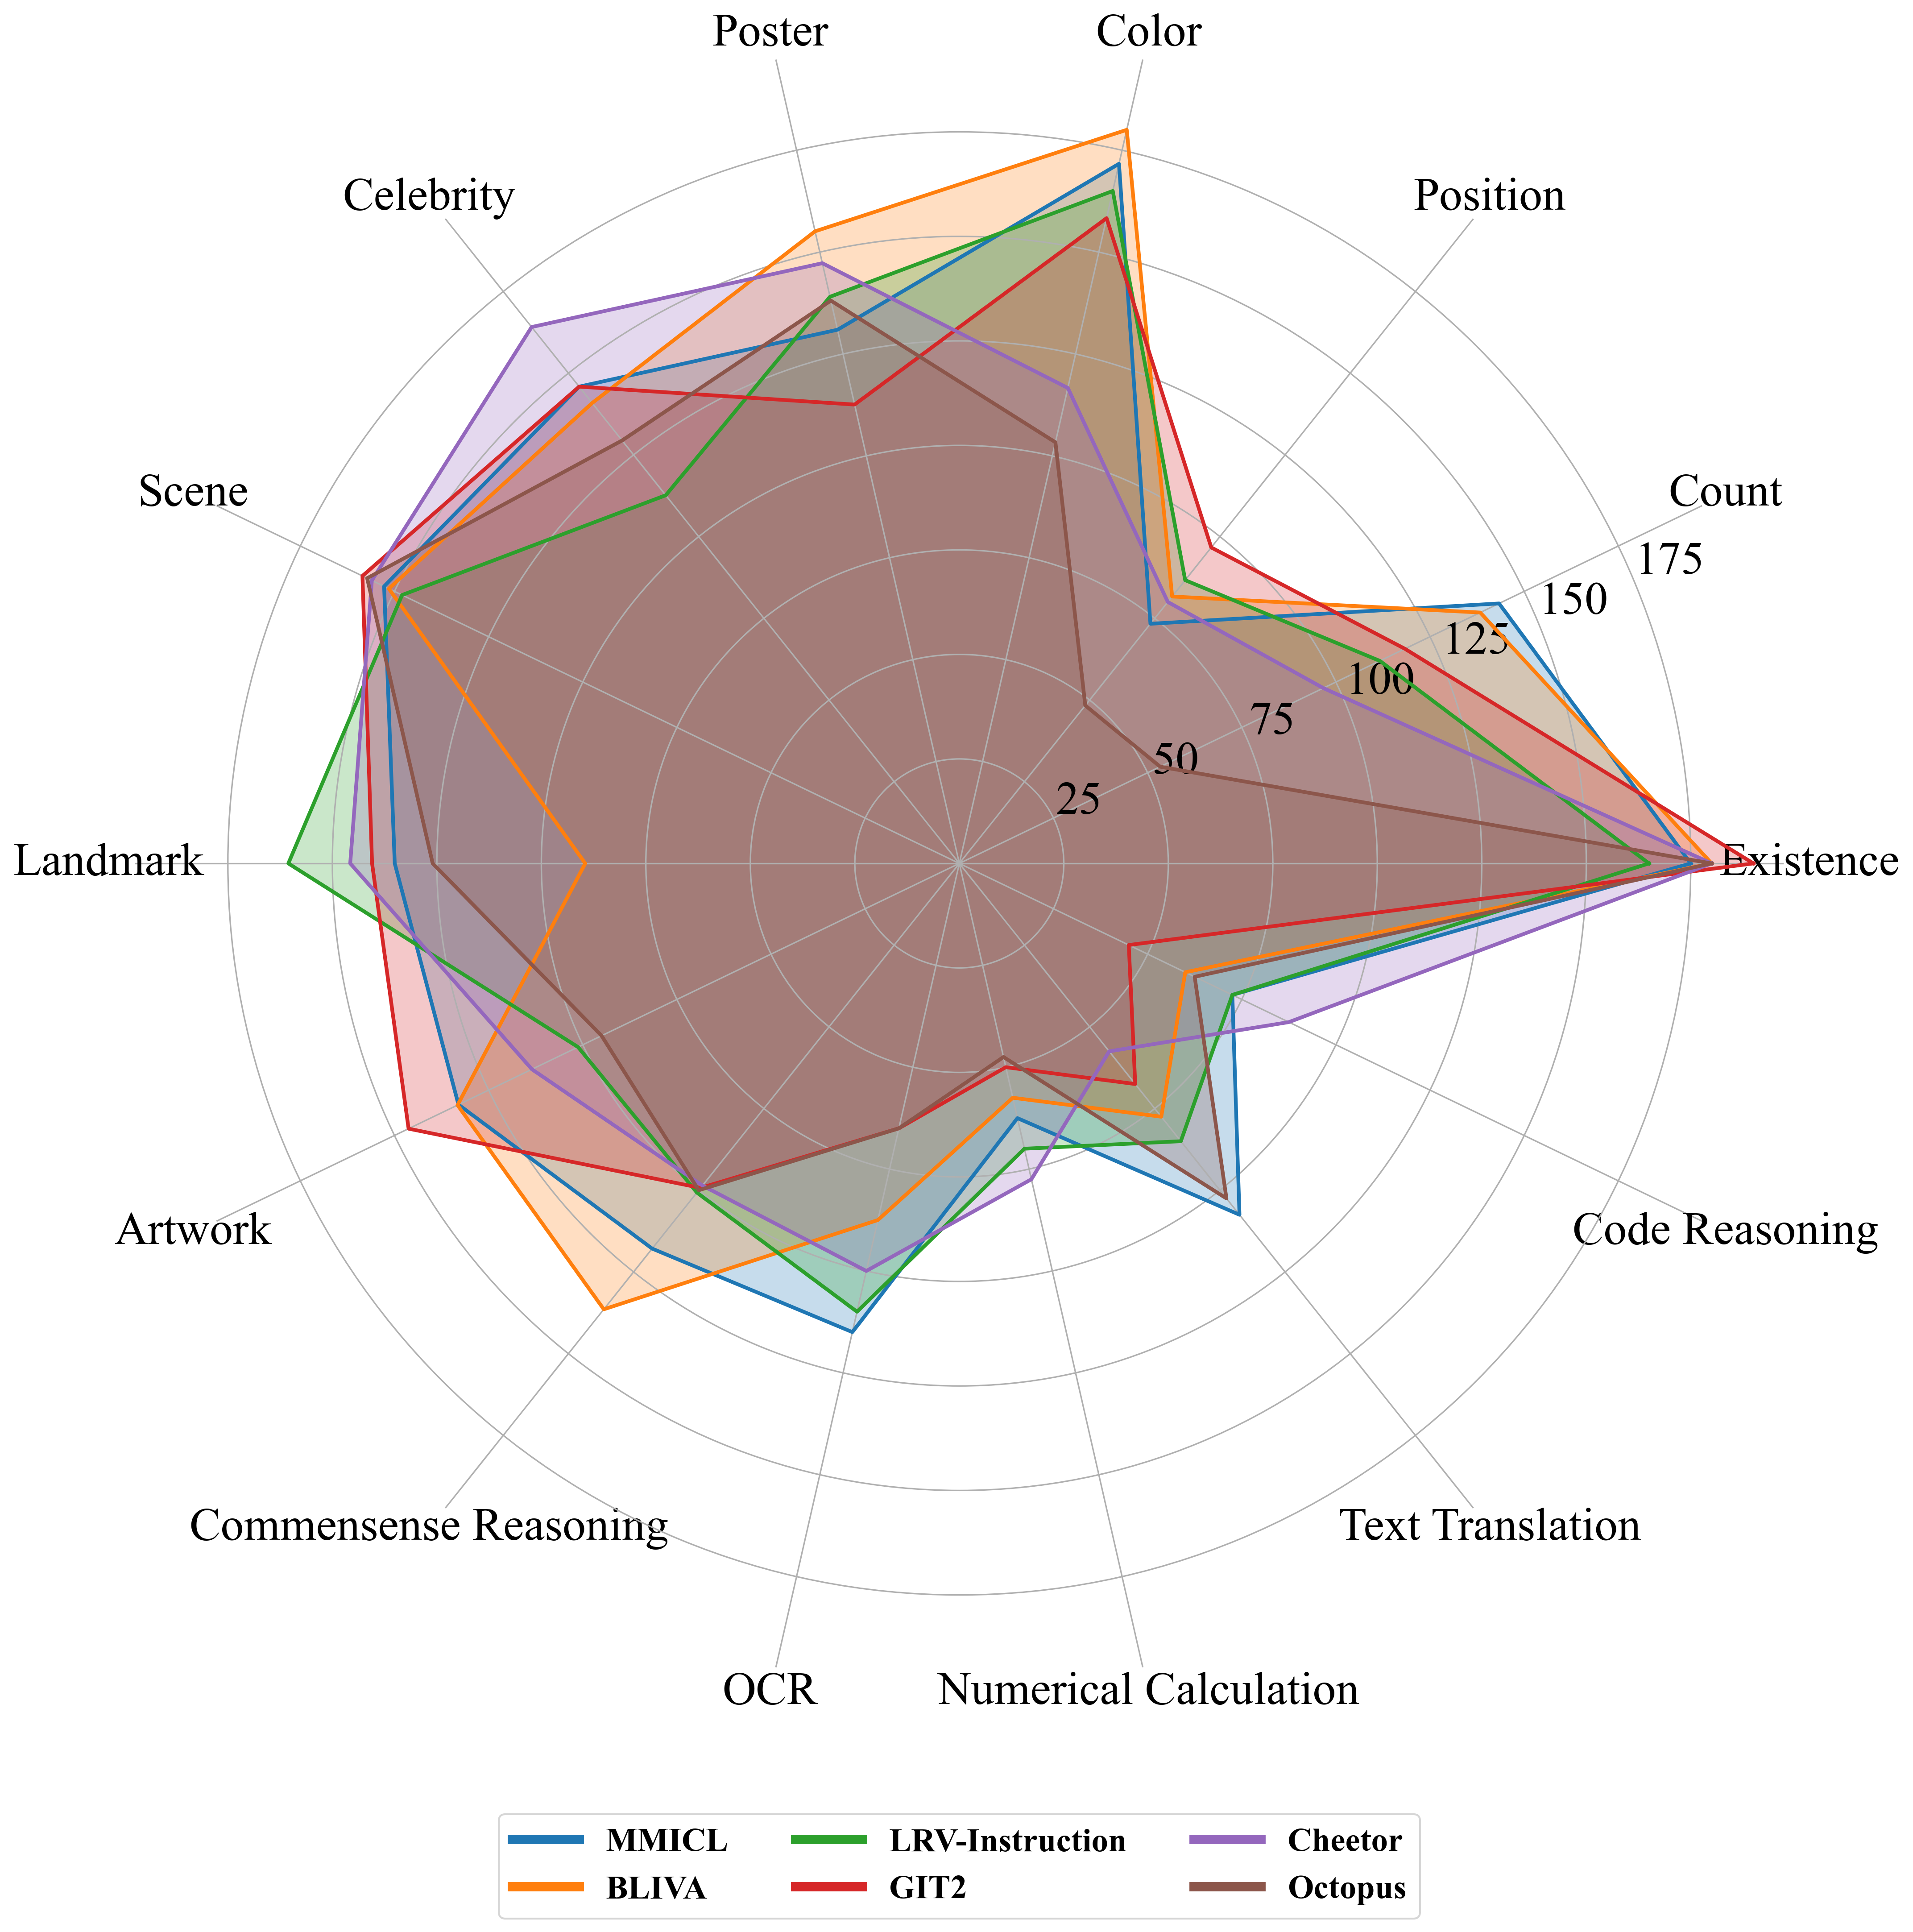 Poster
Color
Celebrity
Position
Scene
Count
175
150
125
100
75
50
25
Landmark
Existence
Artwork
Code Reasoning
Commensense Reasoning
Text Translation
OCR
Numerical Calculation
MMICL
LRV-Instruction
Cheetor
BLIVA
GIT2
Octopus